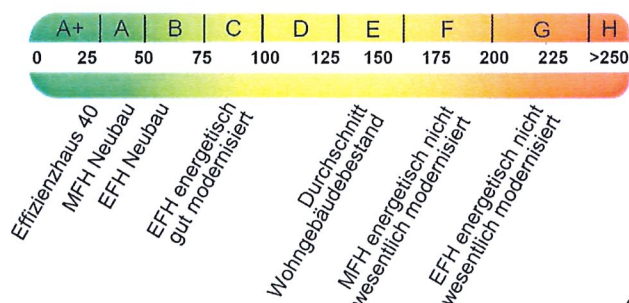 A+ A B C D E F G H
0 25 50 75 100 125 150 175 200 225 >250
Effizienzhaus 40
MFH Neubau
EFH Neubau
EFH energetisch
gut modernisiert
Durchschnitt
Wohngebäudebestand
MFH energetisch nicht
wesentlich modernisiert
EFH energetisch nicht
wesentlich modernisiert